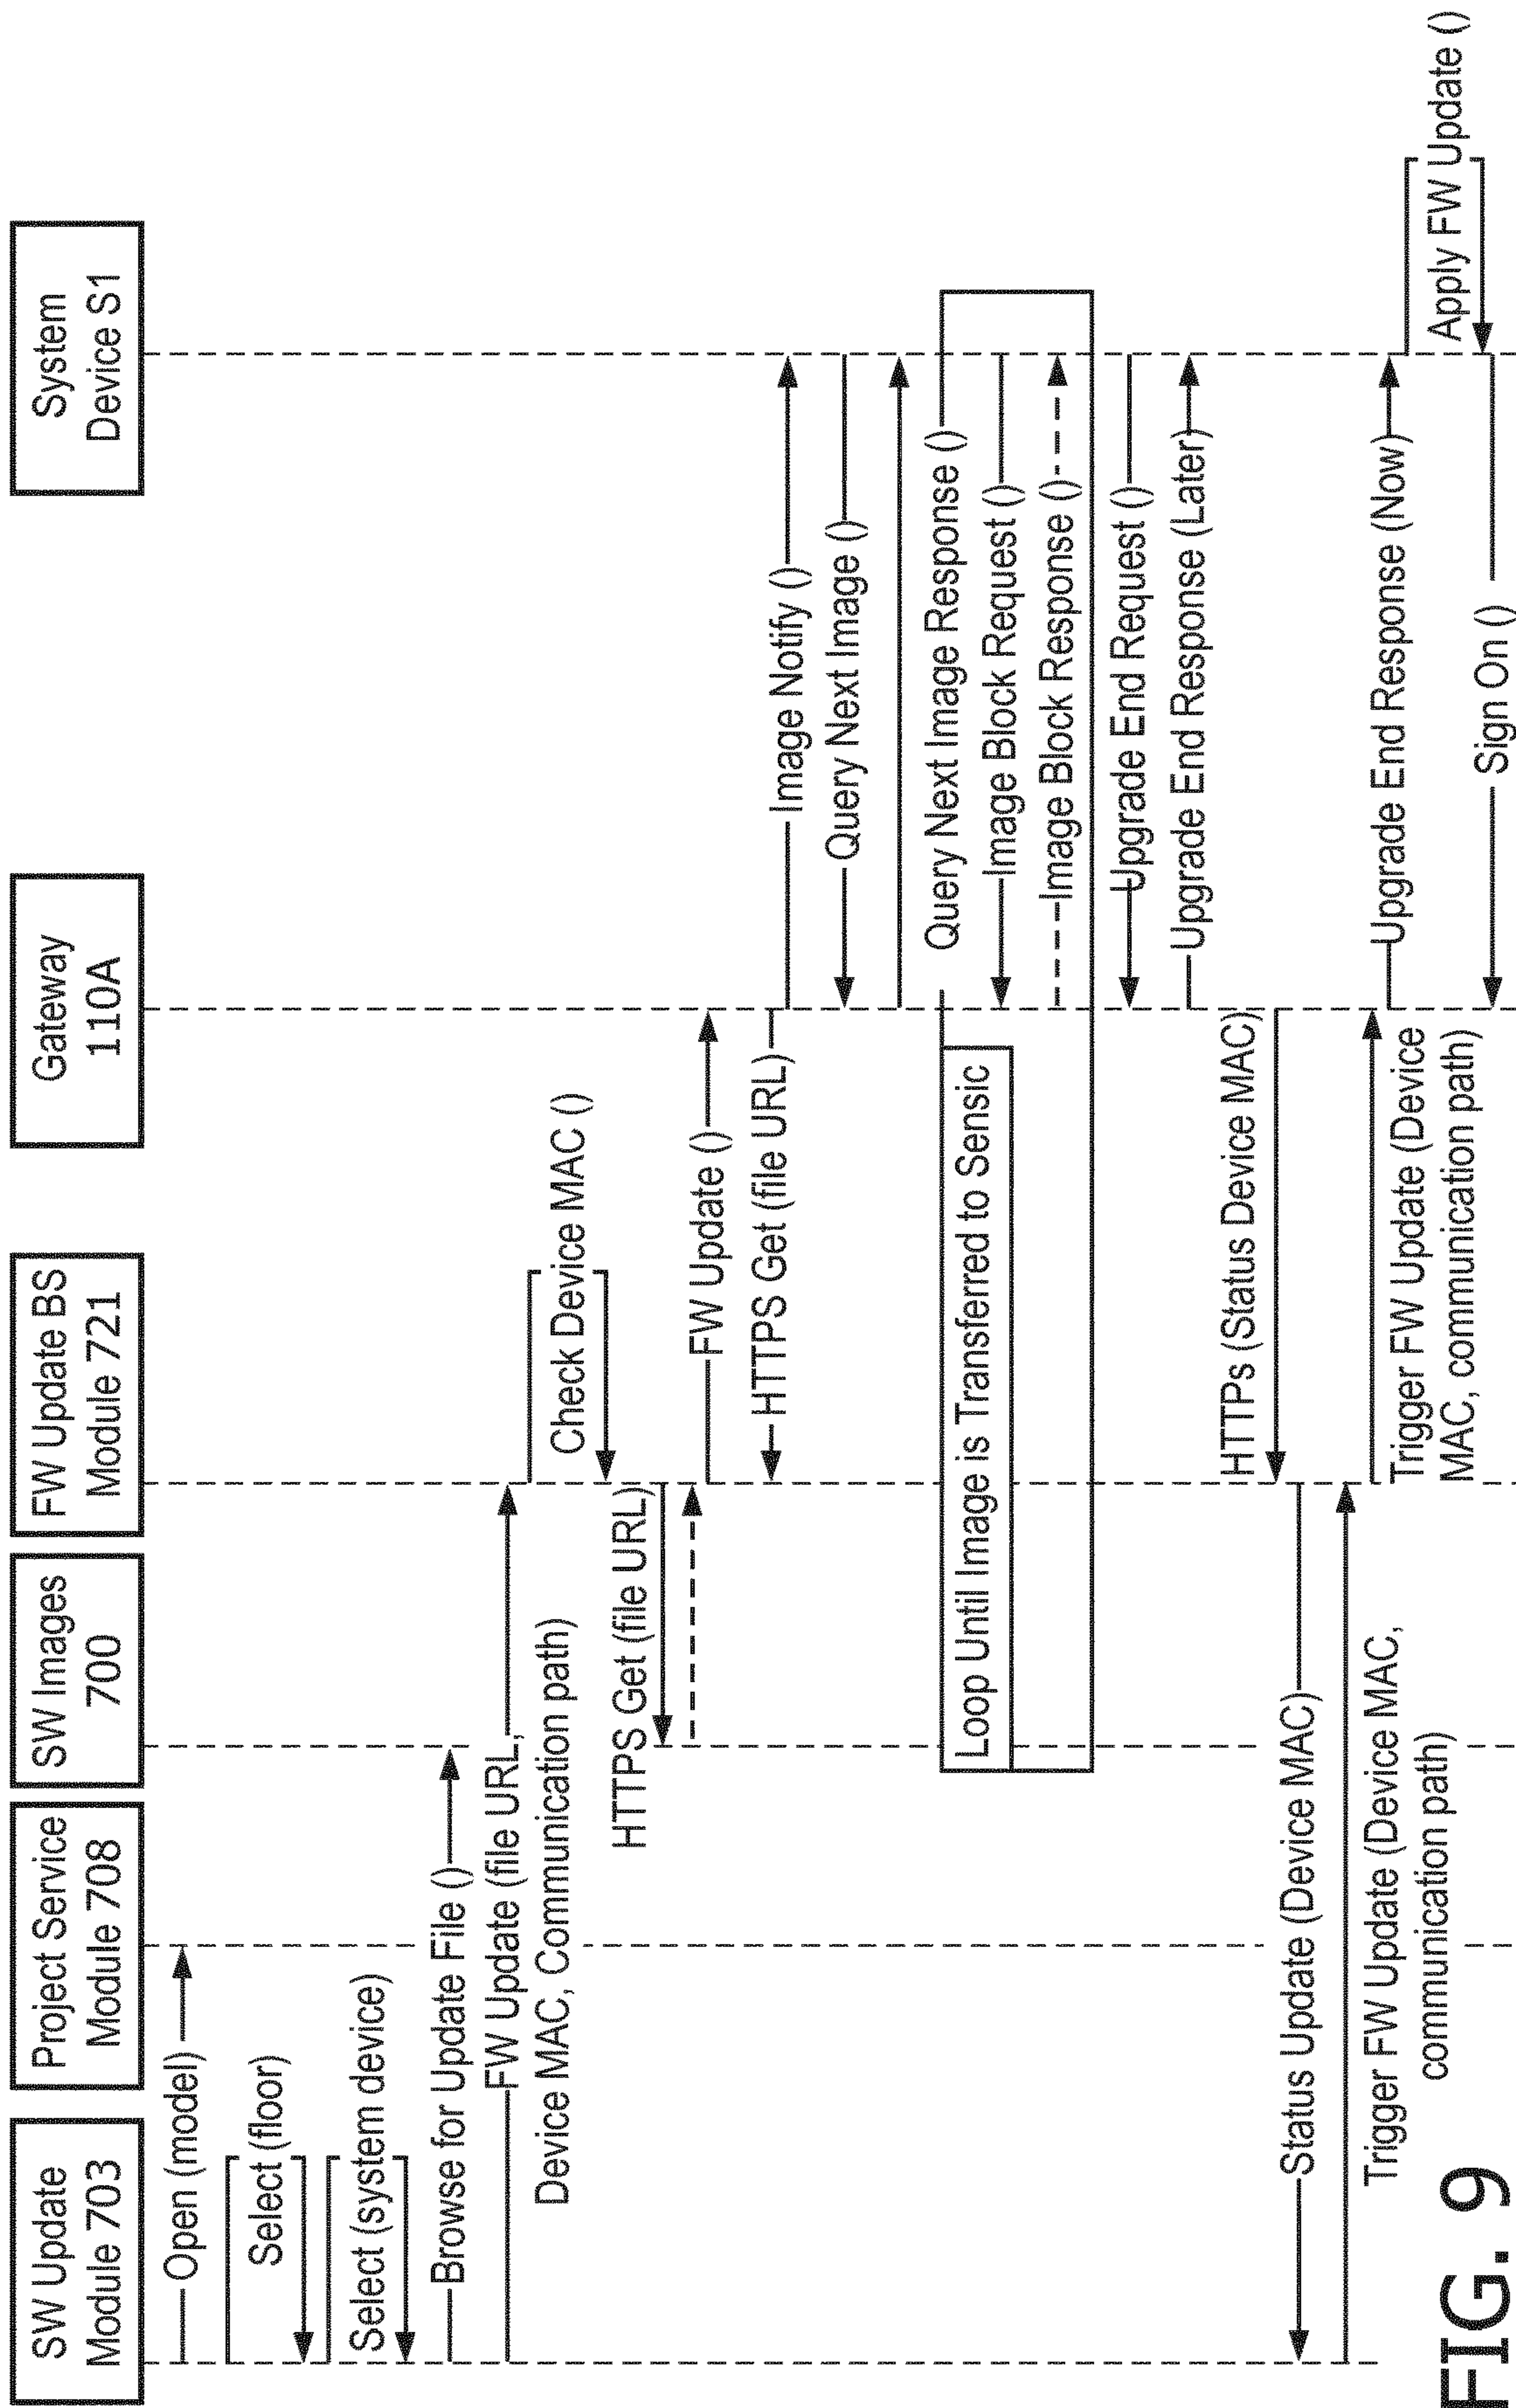 SW Update
Module 703
Project Service
Module 708
SW Images
700
FW Update BS
Module 721
Gateway
110A
System
Device S1
Open (model)
Select (floor)
Select (system device)
Browse for Update File ()
FW Update (file URL,
Device MAC, Communication path)
Check Device MAC ()
HTTPS Get (file URL)
FW Update ()
HTTPS Get (file URL)
Image Notify ()
Query Next Image ()
Query Next Image Response ()
Loop Until Image is Transferred to Sensic
Image Block Request ()
Image Block Response ()
Upgrade End Request ()
Upgrade End Response (Later)
HTTPs (Status Device MAC)
Status Update (Device MAC)
Trigger FW Update (Device MAC,
communication path)
Trigger FW Update (Device
MAC, communication path)
Upgrade End Response (Now)
Apply FW Update ()
Sign On ()
FIG. 9